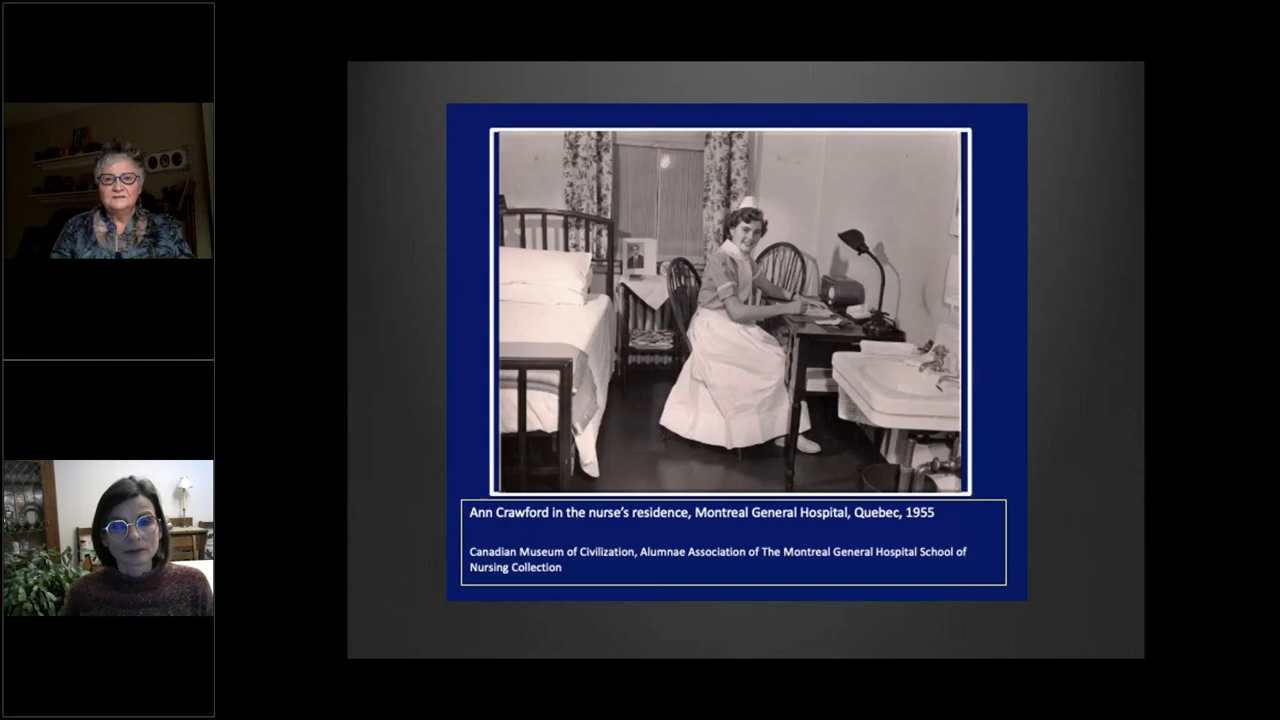 Ann Crawford in the nurse’s residence, Montreal General Hospital, Quebec, 1955
Canadian Museum of Civilization, Alumnae Association of The Montreal General Hospital School of
Nursing Collection